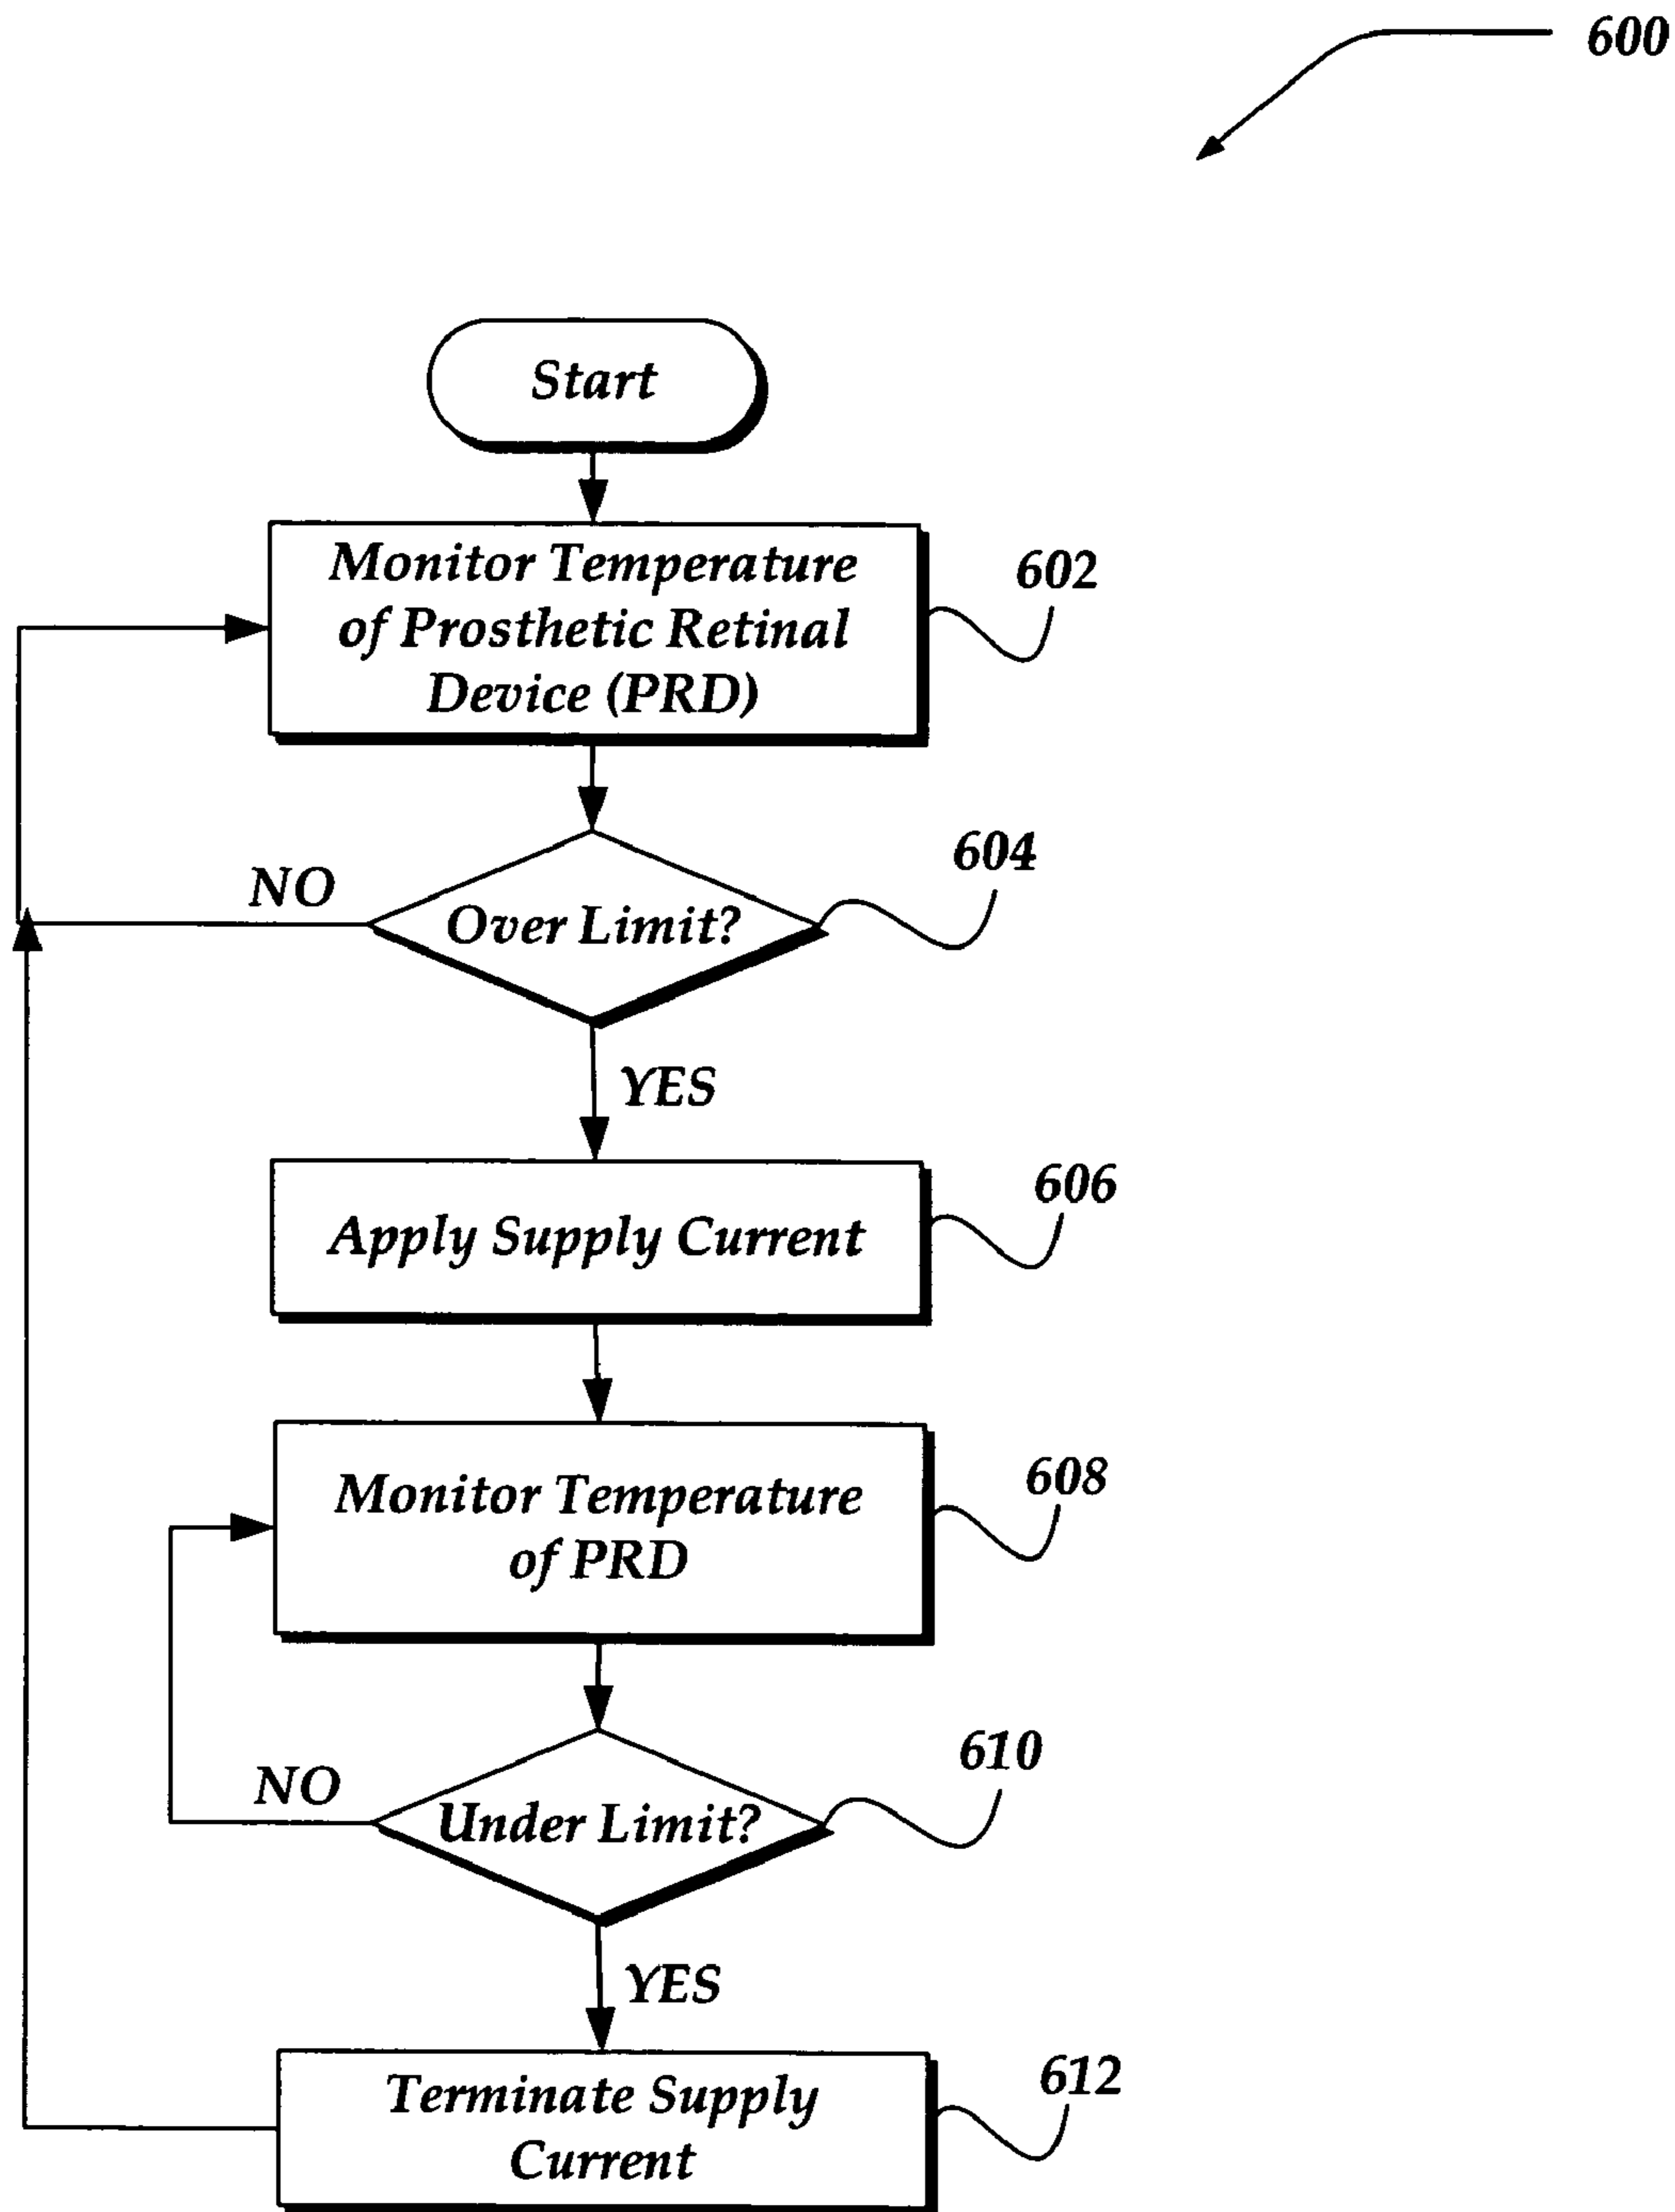 600
Start
Monitor Temperature
of Prosthetic Retinal
Device (PRD)
602
604
NO
Over Limit?
YES
606
Apply Supply Current
608
Monitor Temperature
of PRD
610
NO
Under Limit?
YES
612
Terminate Supply
Current